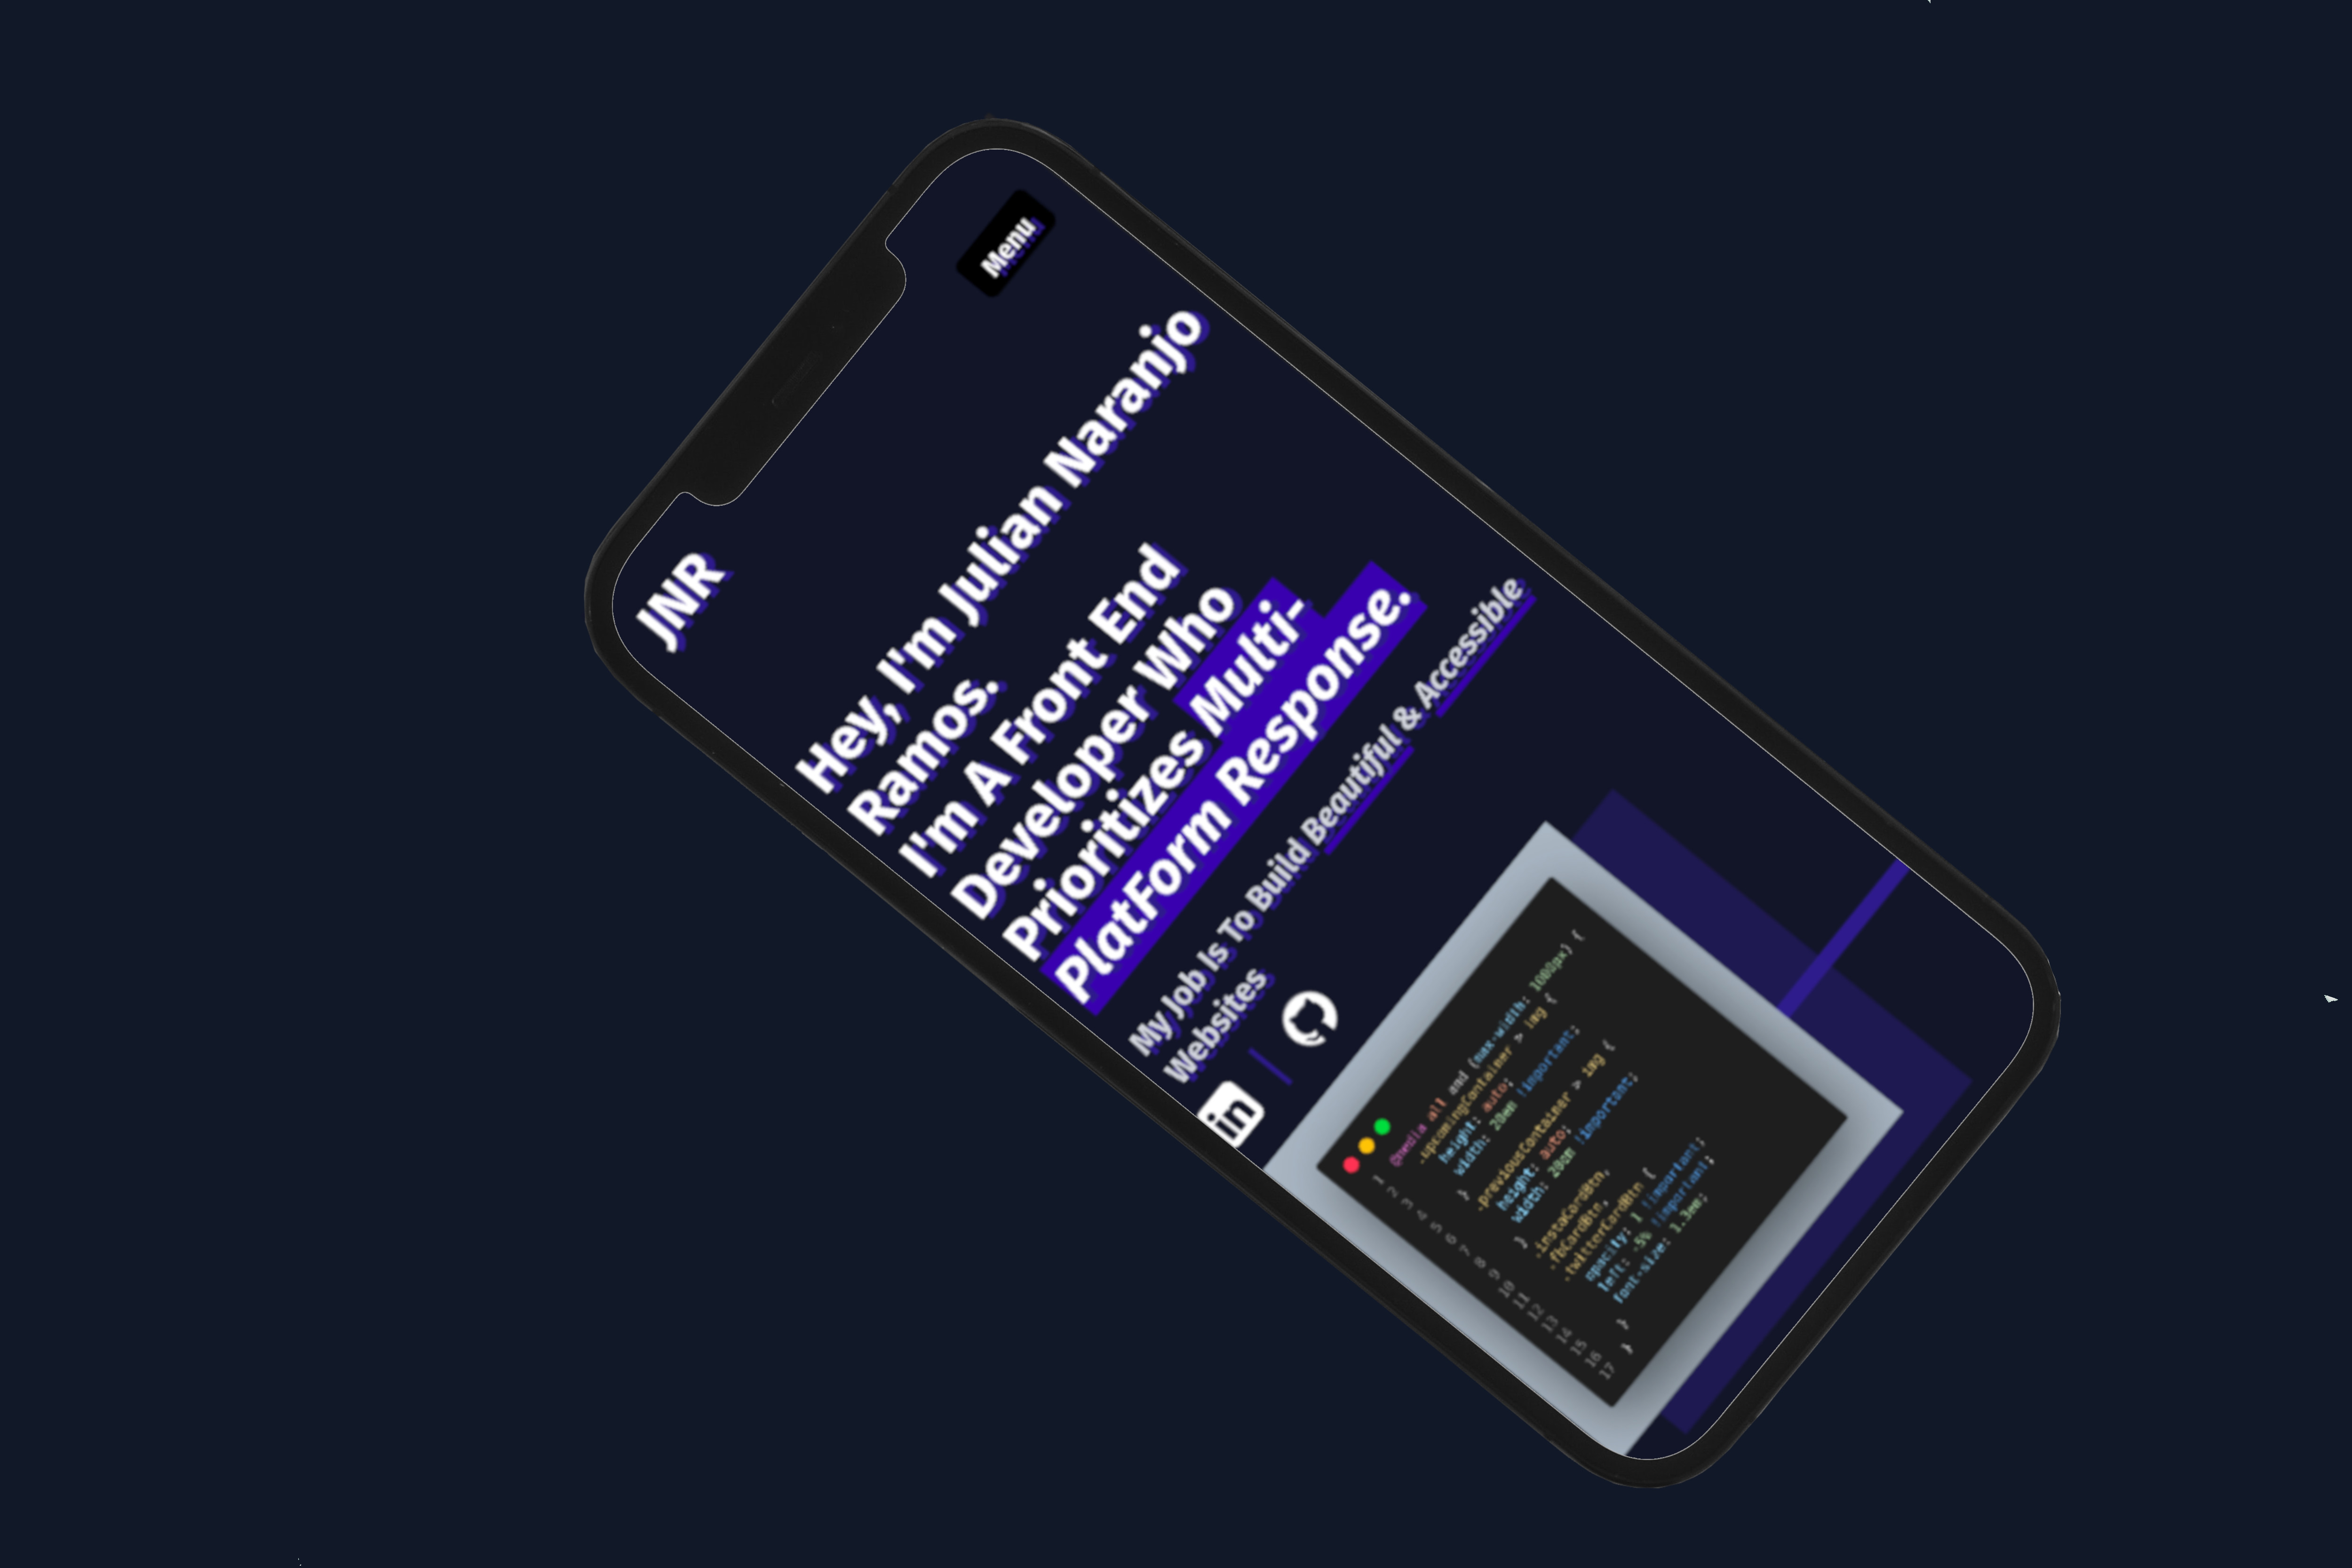 JNR
Menu
Hey, I'm Julian Naranjo
Ramos.
I'm A Front End
Developer Who
Prioritizes Multi-
PlatForm Response.
My Job Is To Build Beautiful & Accessible
Websites
in
1 @media all and (max-width: 1080px) {
2 .upcomingContainer > img {
3 height: auto;
4 width: 20em !important;
5 }
6 .previousContainer > img {
7 height: auto;
8 width: 20em !important;
9 }
10 .instaCardBtn,
11 .fbCardBtn,
12 .twitterCardBtn {
13 opacity: 1 !important;
14 left: -5% !important;
15 font-size: 1.3em;
16 }
17 }